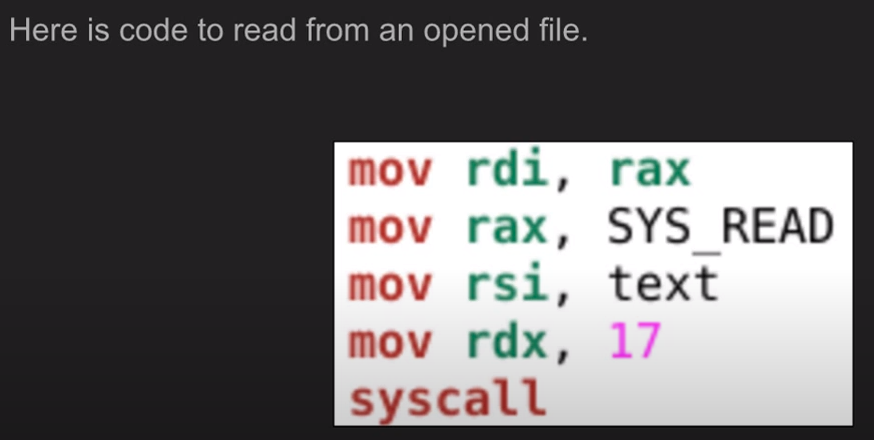 Here is code to read from an opened file.
mov rdi, rax
mov rax, SYS_READ
mov rsi, text
mov rdx, 17
syscall